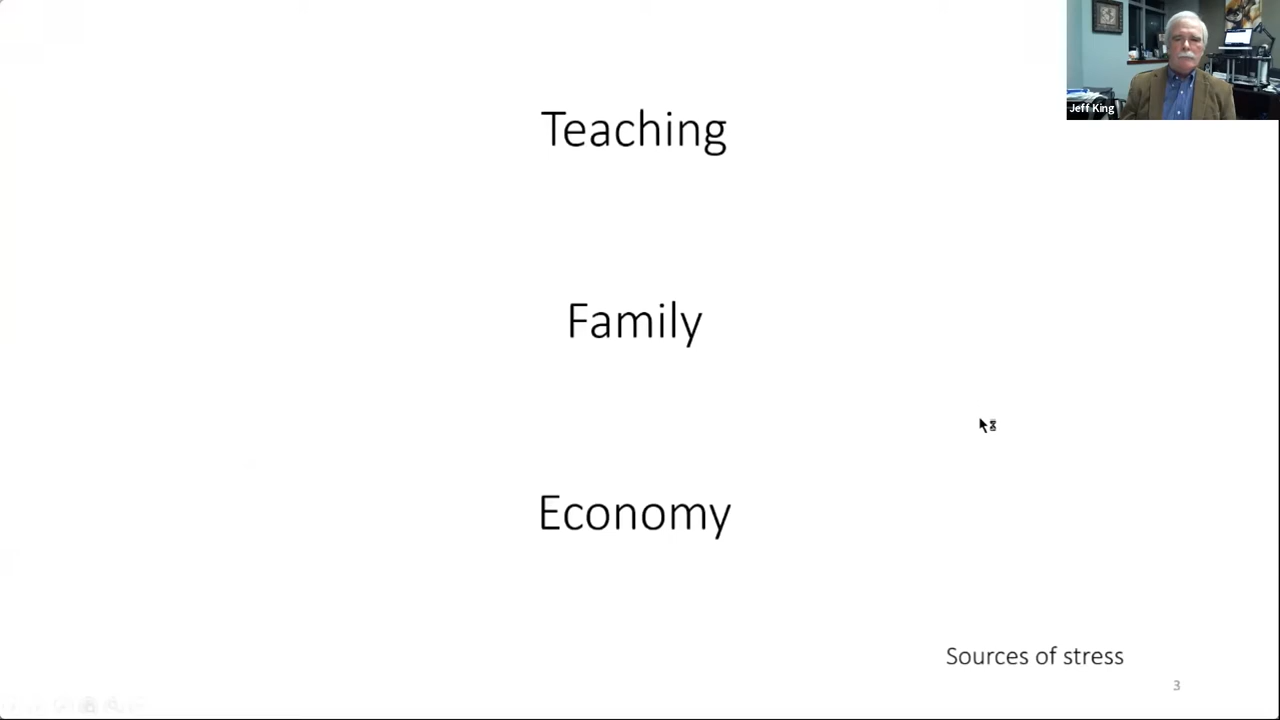 Jeff King
Teaching
Family
Economy
Sources of stress
3